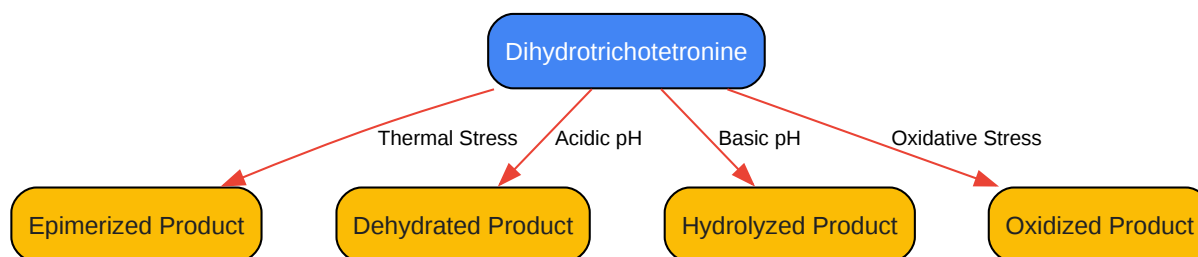 Dihydrotrichotetronine
Thermal Stress
Acidic pH
Basic pH
Oxidative Stress
Epimerized Product
Dehydrated Product
Hydrolyzed Product
Oxidized Product